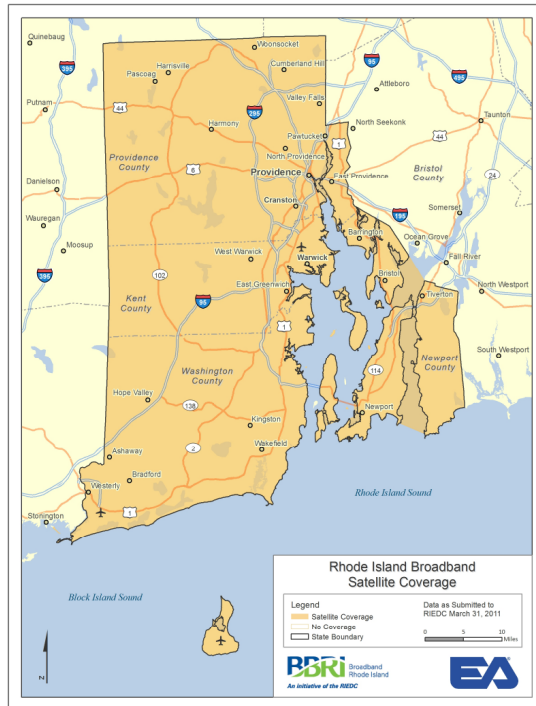 Quinebaug
395
Woonsocket
95
495
Harrisville
Cumberland Hill
Pascoag
Attleboro
Putnam
44
Valley Falls
295
Taunton
Harmony
North Seekonk
Pawtucket
1
44
North Providence
Providence
County
6
Providence
East Providence
Bristol
County
24
Danielson
Cranston
195
Somerset
Wauregan
Barrington
Ocean Grove
Moosup
West Warwick
Warwick
Fall River
395
102
Bristol
East Greenwich
Tiverton
North Westport
Kent
County
95
1
South Westport
Newport
County
Washington
County
114
Hope Valley
138
Newport
Kingston
2
Wakefield
Ashaway
Bradford
Westerly
Rhode Island Sound
1
Stonington
Rhode Island Broadband
Satellite Coverage
Block Island Sound
Legend
Satellite Coverage
No Coverage
State Boundary
Data as Submitted to
RIEDC March 31, 2011
0 5 10
Miles
N
BBRI Broadband
Rhode Island
An initiative of the RIEDC
EA